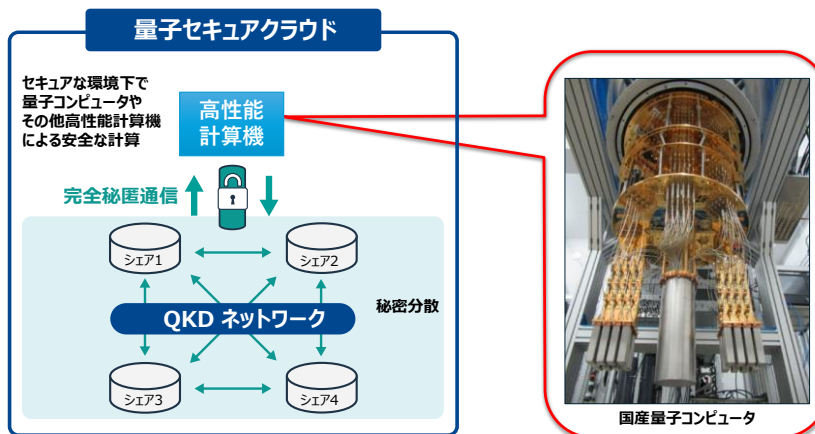 量子セキュアクラウド
セキュアな環境下で
量子コンピュータや
その他高性能計算機
による安全な計算
高性能
計算機
完全秘匿通信
シェア1
シェア2
QKD ネットワーク
秘密分散
シェア3
シェア4
国産量子コンピュータ